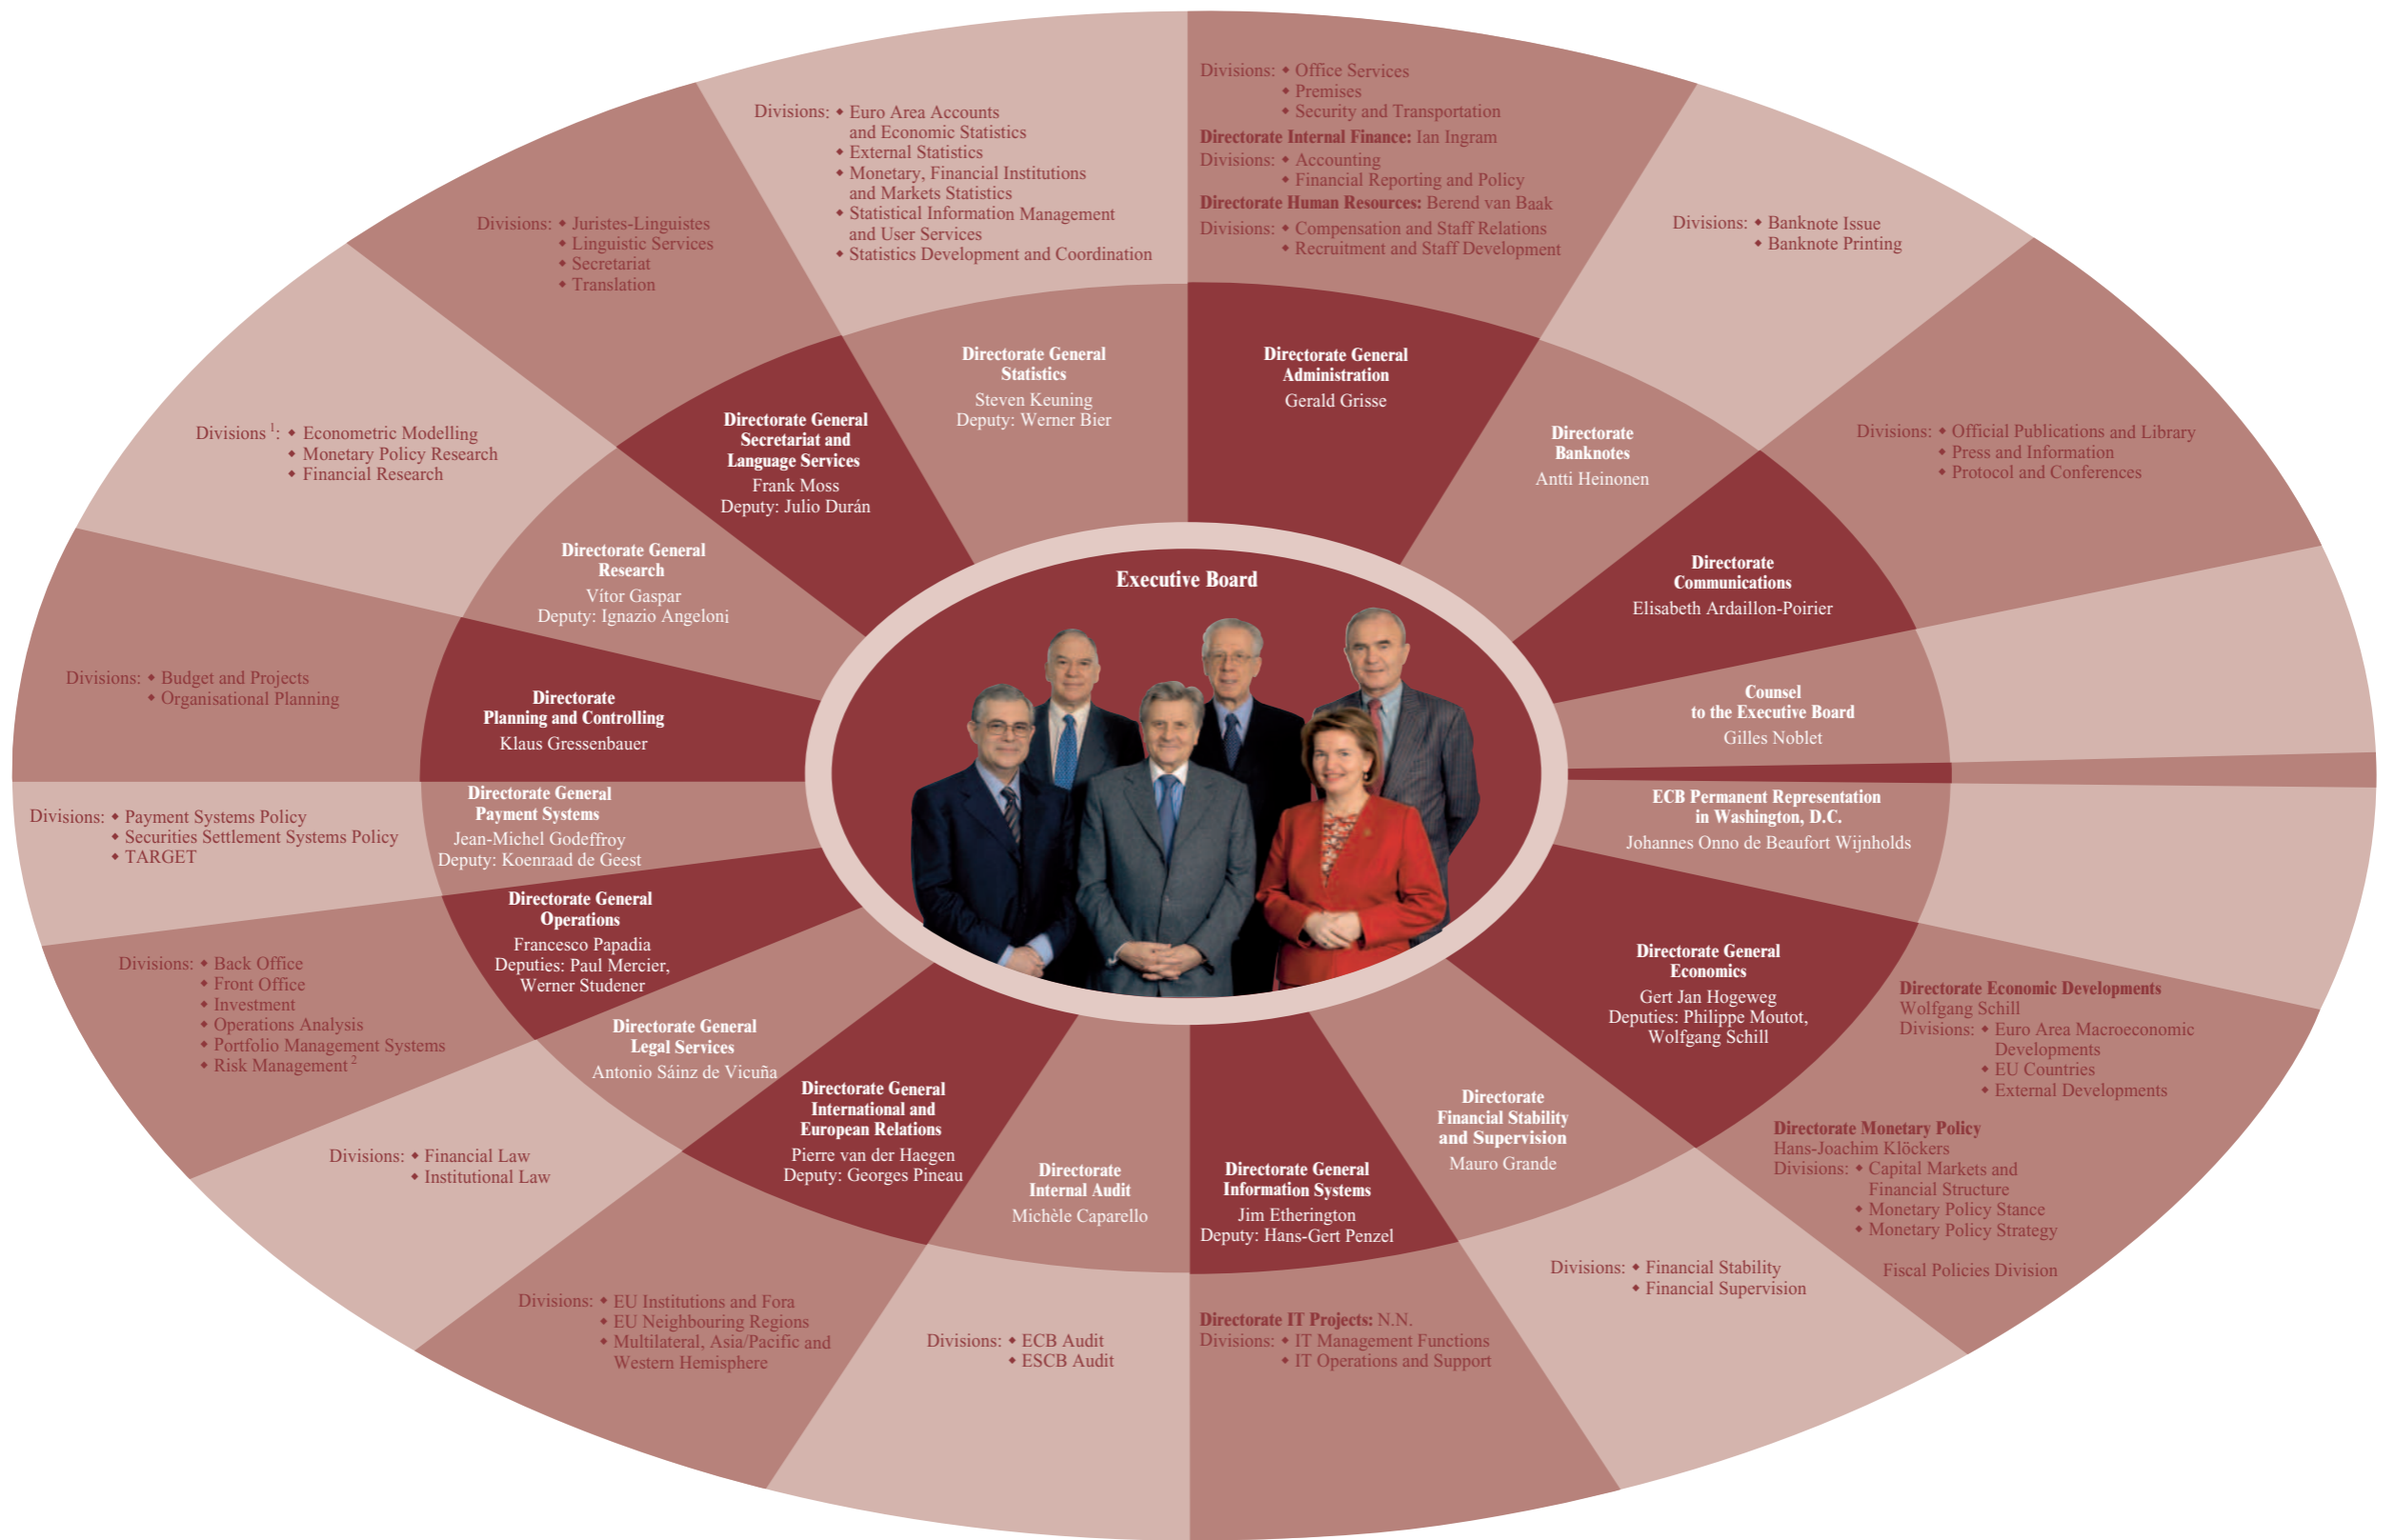 Executive Board
Directorate General
Administration
Gerald Grisse
Divisions: ◆ Office Services
◆ Premises
◆ Security and Transportation
Directorate Internal Finance: Ian Ingram
Divisions: ◆ Accounting
◆ Financial Reporting and Policy
Directorate Human Resources: Berend van Baak
Divisions: ◆ Compensation and Staff Relations
◆ Recruitment and Staff Development
Directorate
Banknotes
Antti Heinonen
Divisions: ◆ Banknote Issue
◆ Banknote Printing
Directorate
Communications
Elisabeth Ardaillon-Poirier
Divisions: ◆ Official Publications and Library
◆ Press and Information
◆ Protocol and Conferences
Counsel
to the Executive Board
Gilles Noblet
ECB Permanent Representation
in Washington, D.C.
Johannes Onno de Beaufort Wijnholds
Directorate General
Economics
Gert Jan Hogeweg
Deputies: Philippe Moutot,
Wolfgang Schill
Directorate Economic Developments
Wolfgang Schill
Divisions: ◆ Euro Area Macroeconomic
Developments
◆ EU Countries
◆ External Developments
Directorate Monetary Policy
Hans-Joachim Klöckers
Divisions: ◆ Capital Markets and
Financial Structure
◆ Monetary Policy Stance
◆ Monetary Policy Strategy
Fiscal Policies Division
Directorate
Financial Stability
and Supervision
Mauro Grande
Divisions: ◆ Financial Stability
◆ Financial Supervision
Directorate General
Information Systems
Jim Etherington
Deputy: Hans-Gert Penzel
Directorate IT Projects: N.N.
Divisions: ◆ IT Management Functions
◆ IT Operations and Support
Directorate
Internal Audit
Michèle Caparello
Divisions: ◆ ECB Audit
◆ ESCB Audit
Directorate General
International and
European Relations
Pierre van der Haegen
Deputy: Georges Pineau
Divisions: ◆ EU Institutions and Fora
◆ EU Neighbouring Regions
◆ Multilateral, Asia/Pacific and
Western Hemisphere
Directorate General
Legal Services
Antonio Sáinz de Vicuña
Divisions: ◆ Financial Law
◆ Institutional Law
Directorate General
Operations
Francesco Papadia
Deputies: Paul Mercier,
Werner Studener
Divisions: ◆ Back Office
◆ Front Office
◆ Investment
◆ Operations Analysis
◆ Portfolio Management Systems
◆ Risk Management 2
Directorate General
Payment Systems
Jean-Michel Godeffroy
Deputy: Koenraad de Geest
Divisions: ◆ Payment Systems Policy
◆ Securities Settlement Systems Policy
◆ TARGET
Directorate
Planning and Controlling
Klaus Gressenbauer
Divisions: ◆ Budget and Projects
◆ Organisational Planning
Directorate General
Research
Vítor Gaspar
Deputy: Ignazio Angeloni
Divisions 1: ◆ Econometric Modelling
◆ Monetary Policy Research
◆ Financial Research
Directorate General
Secretariat and
Language Services
Frank Moss
Deputy: Julio Durán
Divisions: ◆ Juristes-Linguistes
◆ Linguistic Services
◆ Secretariat
◆ Translation
Directorate General
Statistics
Steven Keuning
Deputy: Werner Bier
Divisions: ◆ Euro Area Accounts
and Economic Statistics
◆ External Statistics
◆ Monetary, Financial Institutions
and Markets Statistics
◆ Statistical Information Management
and User Services
◆ Statistics Development and Coordination